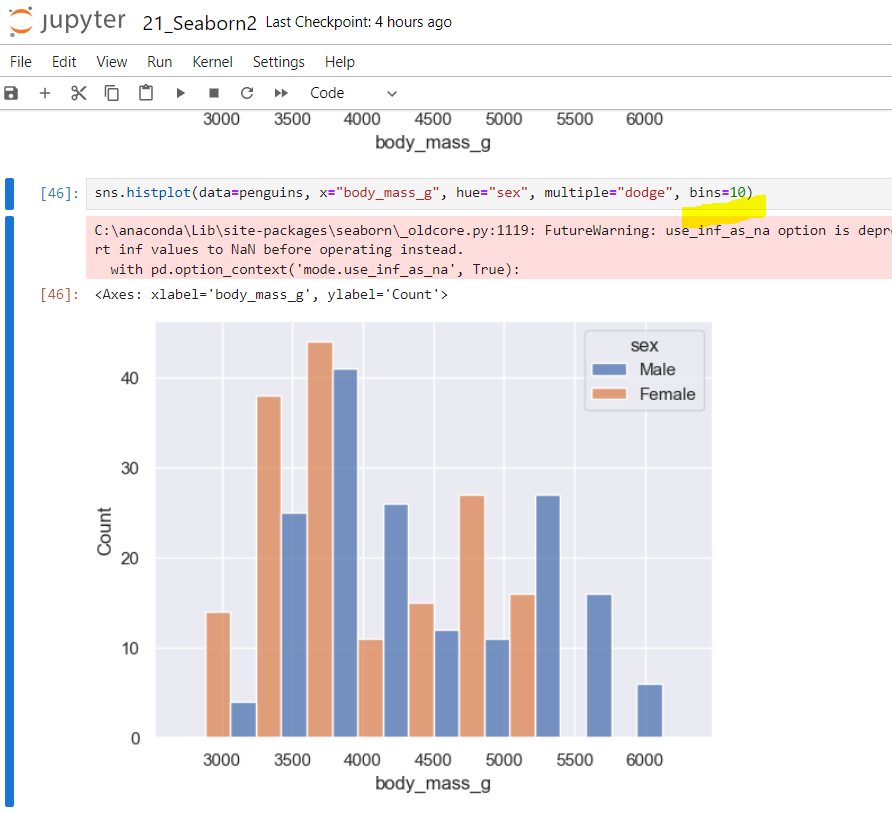 jupyter 21_Seaborn2 Last Checkpoint: 4 hours ago
File Edit View Run Kernel Settings Help
Code
3000 3500 4000 4500 5000 5500 6000
body_mass_g
[46]: sns.histplot(data=penguins, x="body_mass_g", hue="sex", multiple="dodge", bins=10)
C:\anaconda\Lib\site-packages\seaborn\_oldcore.py:1119: FutureWarning: use_inf_as_na option is depre
rt inf values to NaN before operating instead.
with pd.option_context('mode.use_inf_as_na', True):
[46]: <Axes: xlabel='body_mass_g', ylabel='Count'>
sex
Male
Female
40
30
20
10
0
Count
3000 3500 4000 4500 5000 5500 6000
body_mass_g